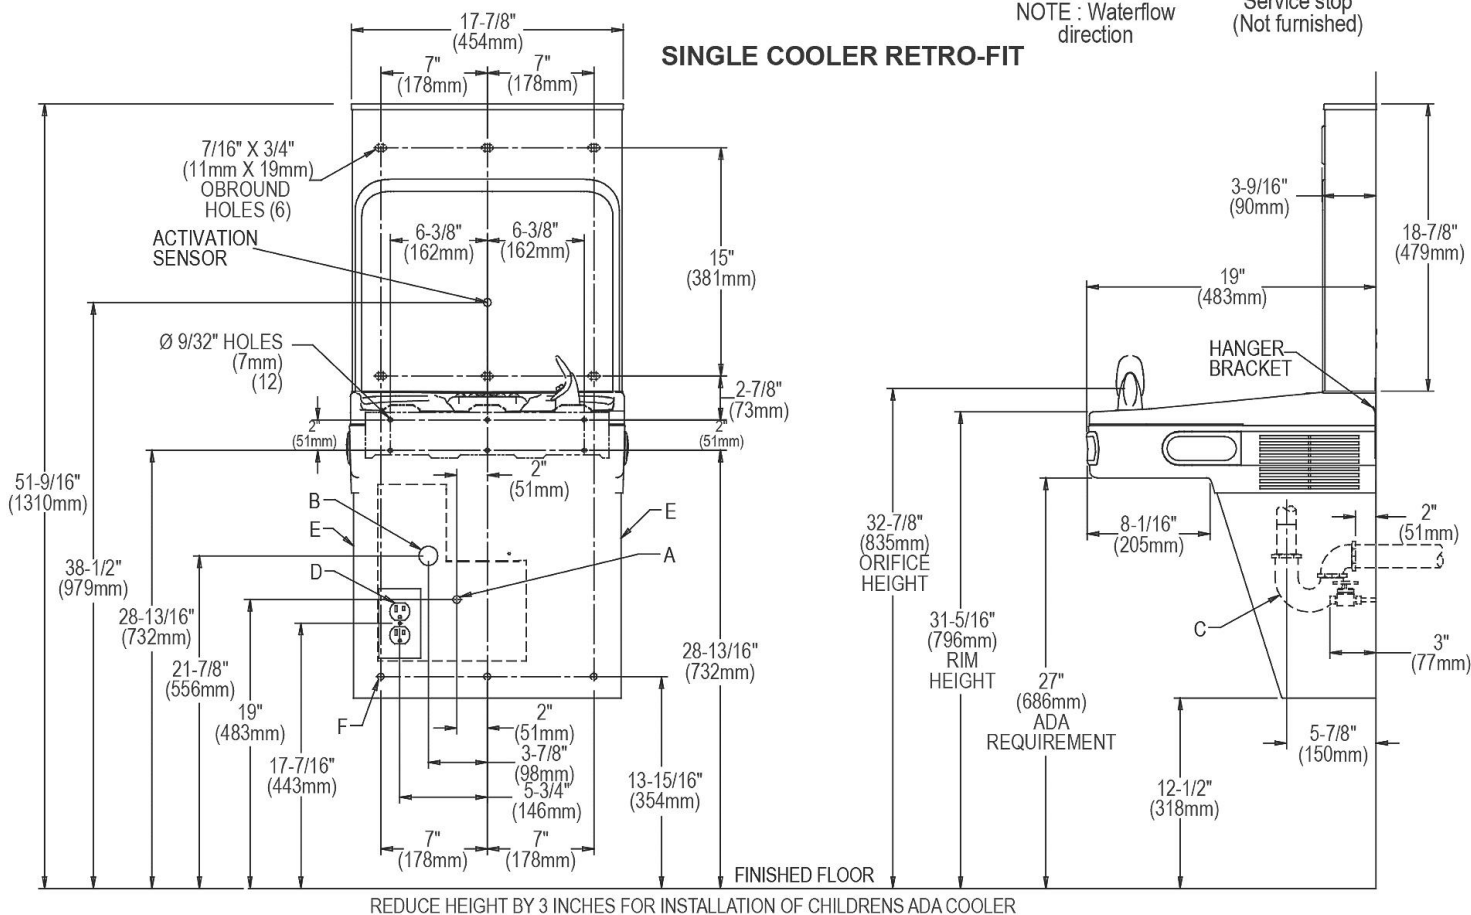 NOTE : Waterflow
direction
Service stop
(Not furnished)
SINGLE COOLER RETRO-FIT
17-7/8"
(454mm)
7"
(178mm)
7"
(178mm)
7/16" X 3/4"
(11mm X 19mm)
OBROUND
HOLES (6)
ACTIVATION
SENSOR
6-3/8"
(162mm)
6-3/8"
(162mm)
15"
(381mm)
Ø 9/32" HOLES
(7mm)
(12)
2-7/8"
(73mm)
2"
(51mm)
2"
(51mm)
2"
(51mm)
51-9/16"
(1310mm)
B
E
E
A
D
38-1/2"
(979mm)
28-13/16"
(732mm)
21-7/8"
(556mm)
19"
(483mm)
17-7/16"
(443mm)
F
2"
(51mm)
3-7/8"
(98mm)
5-3/4"
(146mm)
7"
(178mm)
7"
(178mm)
13-15/16"
(354mm)
28-13/16"
(732mm)
3-9/16"
(90mm)
18-7/8"
(479mm)
19"
(483mm)
HANGER
BRACKET
32-7/8"
(835mm)
ORIFICE
HEIGHT
8-1/16"
(205mm)
2"
(51mm)
31-5/16"
(796mm)
RIM
HEIGHT
C
3"
(77mm)
27"
(686mm)
ADA
REQUIREMENT
5-7/8"
(150mm)
12-1/2"
(318mm)
FINISHED FLOOR
REDUCE HEIGHT BY 3 INCHES FOR INSTALLATION OF CHILDRENS ADA COOLER